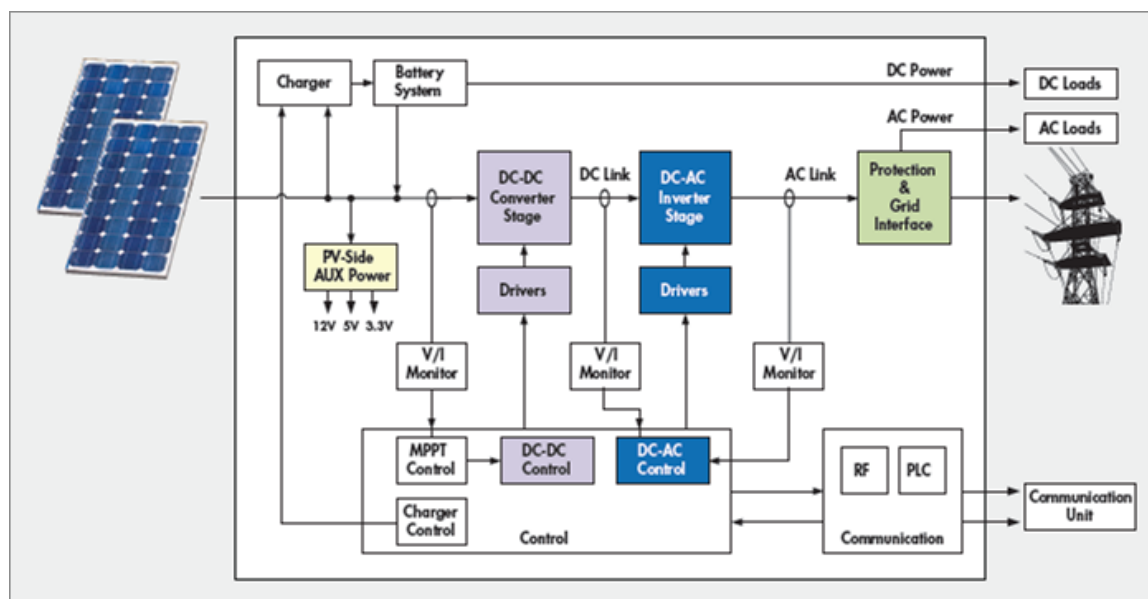 Charger
Battery
System
DC Power
DC Loads
AC Power
AC Loads
DC-DC
Converter
Stage
DC Link
DC-AC
Inverter
Stage
AC Link
Protection
&
Grid
Interface
PV-Side
AUX Power
12V 5V 3.3V
Drivers
Drivers
V/I
Monitor
V/I
Monitor
V/I
Monitor
MPPT
Control
DC-DC
Control
DC-AC
Control
Charger
Control
Control
RF
PLC
Communication
Communication
Unit